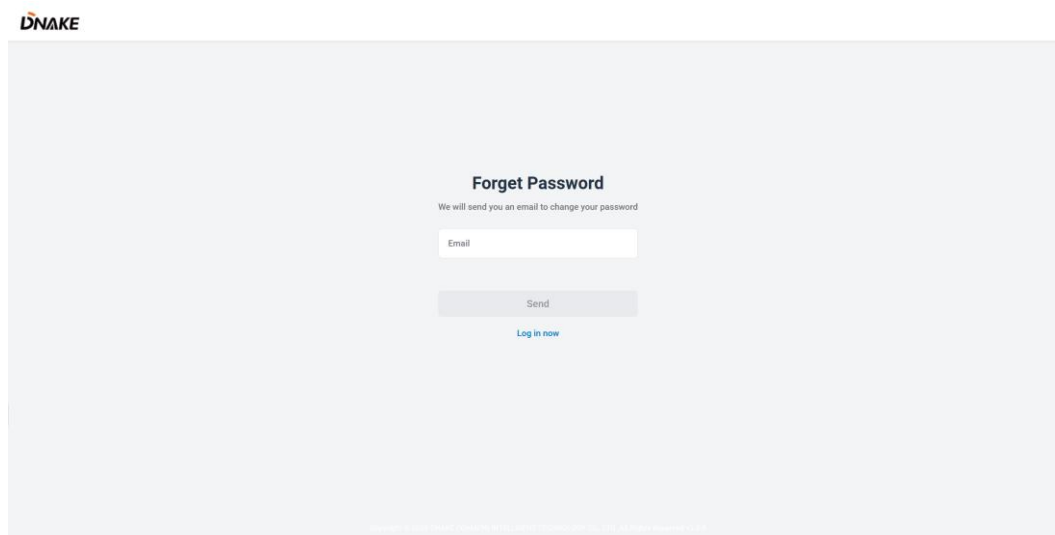 DNAKE
Forget Password
We will send you an email to change your password
Email
Send
Log in now